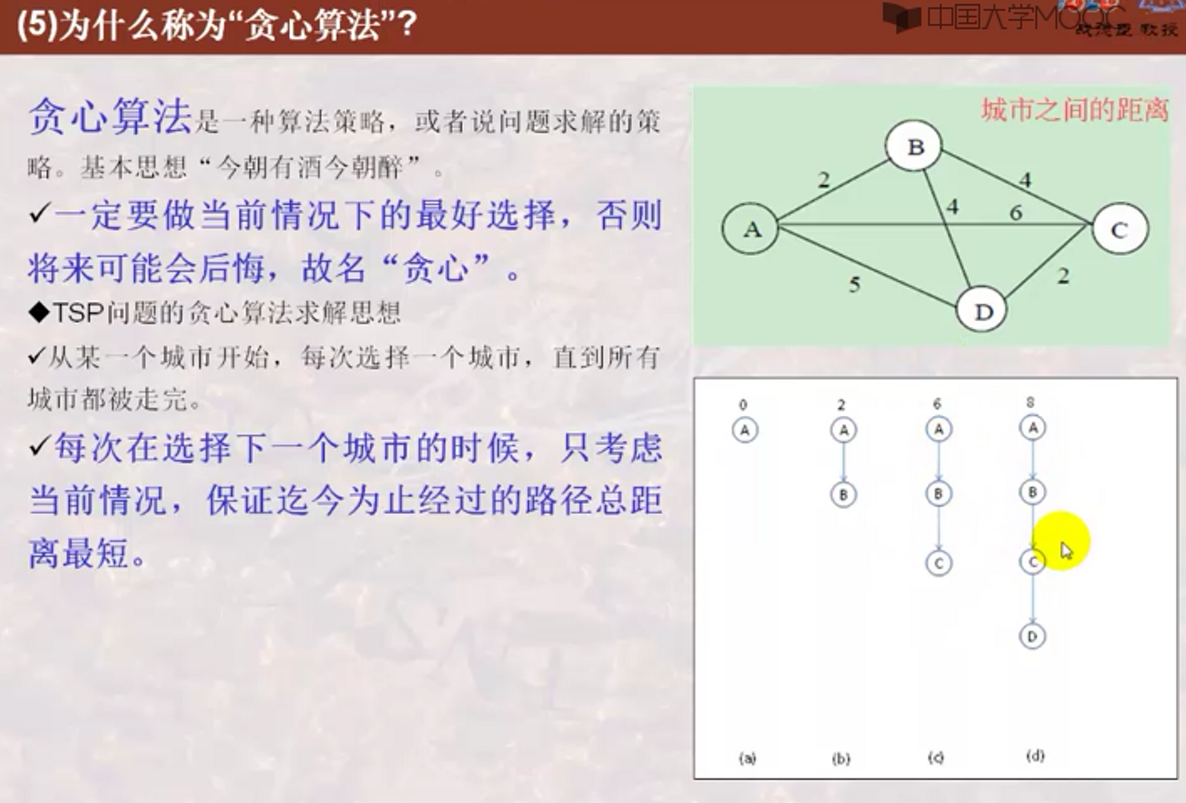 (5)为什么称为“贪心算法”?
中国大学MOOC
教授
贪心算法是一种算法策略，或者说问题求解的策
略。基本思想“今朝有酒今朝醉”。
✓一定要做当前情况下的最好选择，否则
将来可能会后悔，故名“贪心”。
◆TSP问题的贪心算法求解思想
✓从某一个城市开始，每次选择一个城市，直到所有
城市都被走完。
✓每次在选择下一个城市的时候，只考虑
当前情况，保证迄今为止经过的路径总距
离最短。
城市之间的距离
B
2
4
4
6
A
C
5
2
D
0
2
6
8
A
A
A
A
B
B
B
C
C
D
(a)
(b)
(c)
(d)